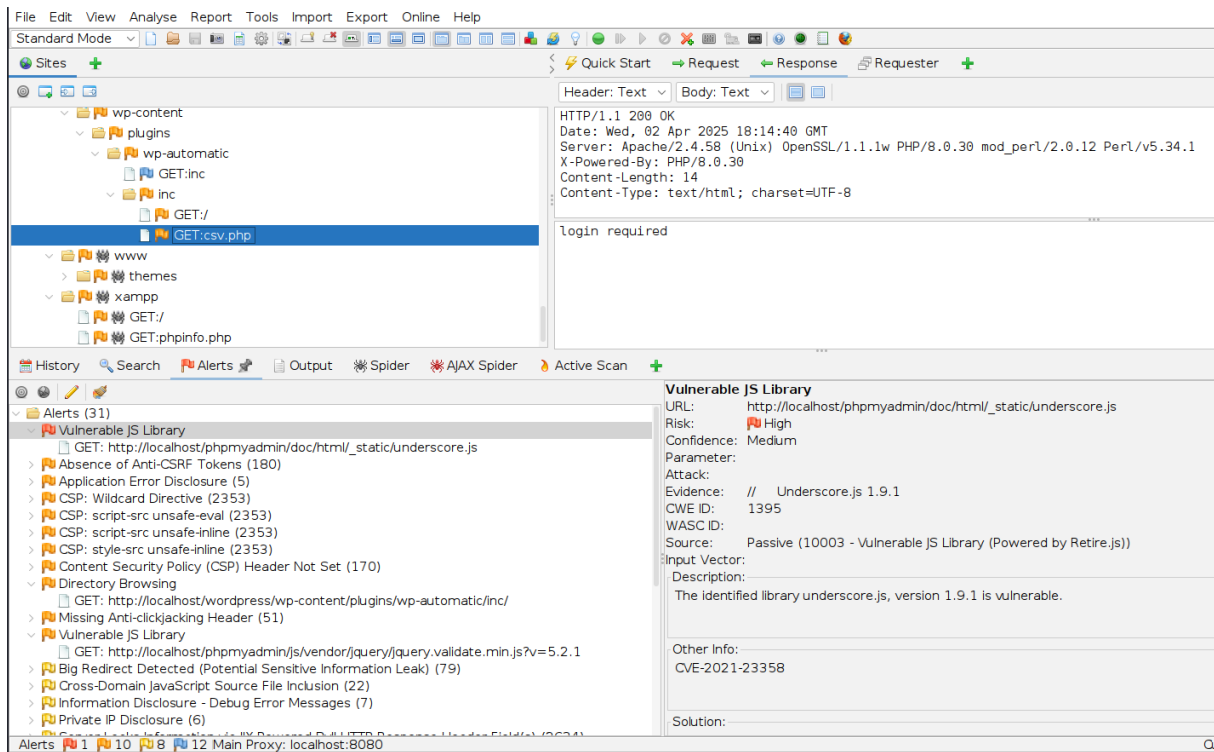 File Edit View Analyse Report Tools Import Export Online Help
Standard Mode
Sites
Quick Start Request Response Requester
Header: Text Body: Text
wp-content
plugins
wp-automatic
GET:inc
inc
GET:/
GET:csv.php
www
themes
xampp
GET:/
GET:phpinfo.php
HTTP/1.1 200 OK
Date: Wed, 02 Apr 2025 18:14:40 GMT
Server: Apache/2.4.58 (Unix) OpenSSL/1.1.1w PHP/8.0.30 mod_perl/2.0.12 Perl/v5.34.1
X-Powered-By: PHP/8.0.30
Content-Length: 14
Content-Type: text/html; charset=UTF-8
login required
History Search Alerts Output Spider AJAX Spider Active Scan
Alerts (31)
Vulnerable JS Library
GET: http://localhost/phpmyadmin/doc/html/_static/underscore.js
Absence of Anti-CSRF Tokens (180)
Application Error Disclosure (5)
CSP: Wildcard Directive (2353)
CSP: script-src unsafe-eval (2353)
CSP: script-src unsafe-inline (2353)
CSP: style-src unsafe-inline (2353)
Content Security Policy (CSP) Header Not Set (170)
Directory Browsing
GET: http://localhost/wordpress/wp-content/plugins/wp-automatic/inc/
Missing Anti-clickjacking Header (51)
Vulnerable JS Library
GET: http://localhost/phpmyadmin/js/vendor/jquery/jquery.validate.min.js?v=5.2.1
Big Redirect Detected (Potential Sensitive Information Leak) (79)
Cross-Domain JavaScript Source File Inclusion (22)
Information Disclosure - Debug Error Messages (7)
Private IP Disclosure (6)
Vulnerable JS Library
URL: http://localhost/phpmyadmin/doc/html/_static/underscore.js
Risk: High
Confidence: Medium
Parameter:
Attack:
Evidence: // Underscore.js 1.9.1
CWE ID: 1395
WASC ID:
Source: Passive (10003 - Vulnerable JS Library (Powered by Retire.js))
Input Vector:
Description:
The identified library underscore.js, version 1.9.1 is vulnerable.
Other Info:
CVE-2021-23358
Solution:
Alerts 1 10 8 12 Main Proxy: localhost:8080